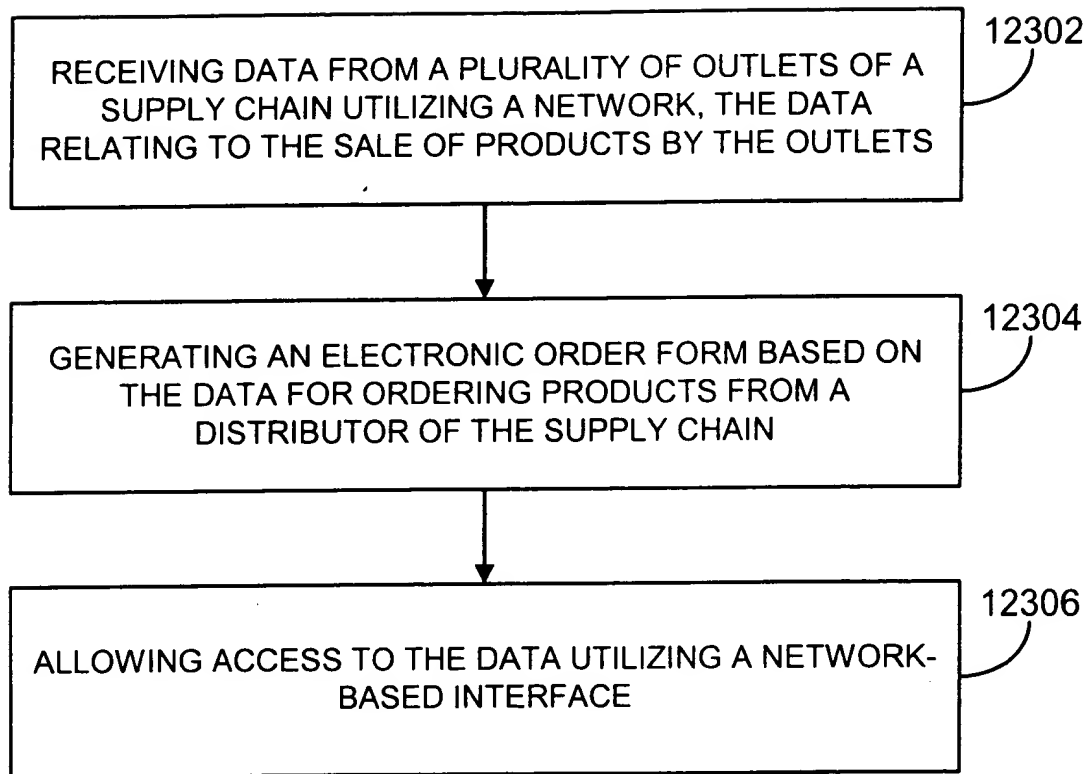 12302
RECEIVING DATA FROM A PLURALITY OF OUTLETS OF A
SUPPLY CHAIN UTILIZING A NETWORK, THE DATA
RELATING TO THE SALE OF PRODUCTS BY THE OUTLETS
12304
GENERATING AN ELECTRONIC ORDER FORM BASED ON
THE DATA FOR ORDERING PRODUCTS FROM A
DISTRIBUTOR OF THE SUPPLY CHAIN
12306
ALLOWING ACCESS TO THE DATA UTILIZING A NETWORK-
BASED INTERFACE